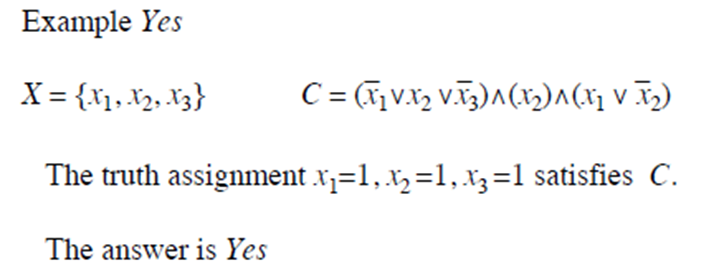 Example Yes
X = {x₁, x₂, x₃} C = (x̅₁∨x₂ ∨x̅₃)∧(x₂)∧(x₁ ∨ x̅₂)
The truth assignment x₁=1, x₂=1, x₃=1 satisfies C.
The answer is Yes